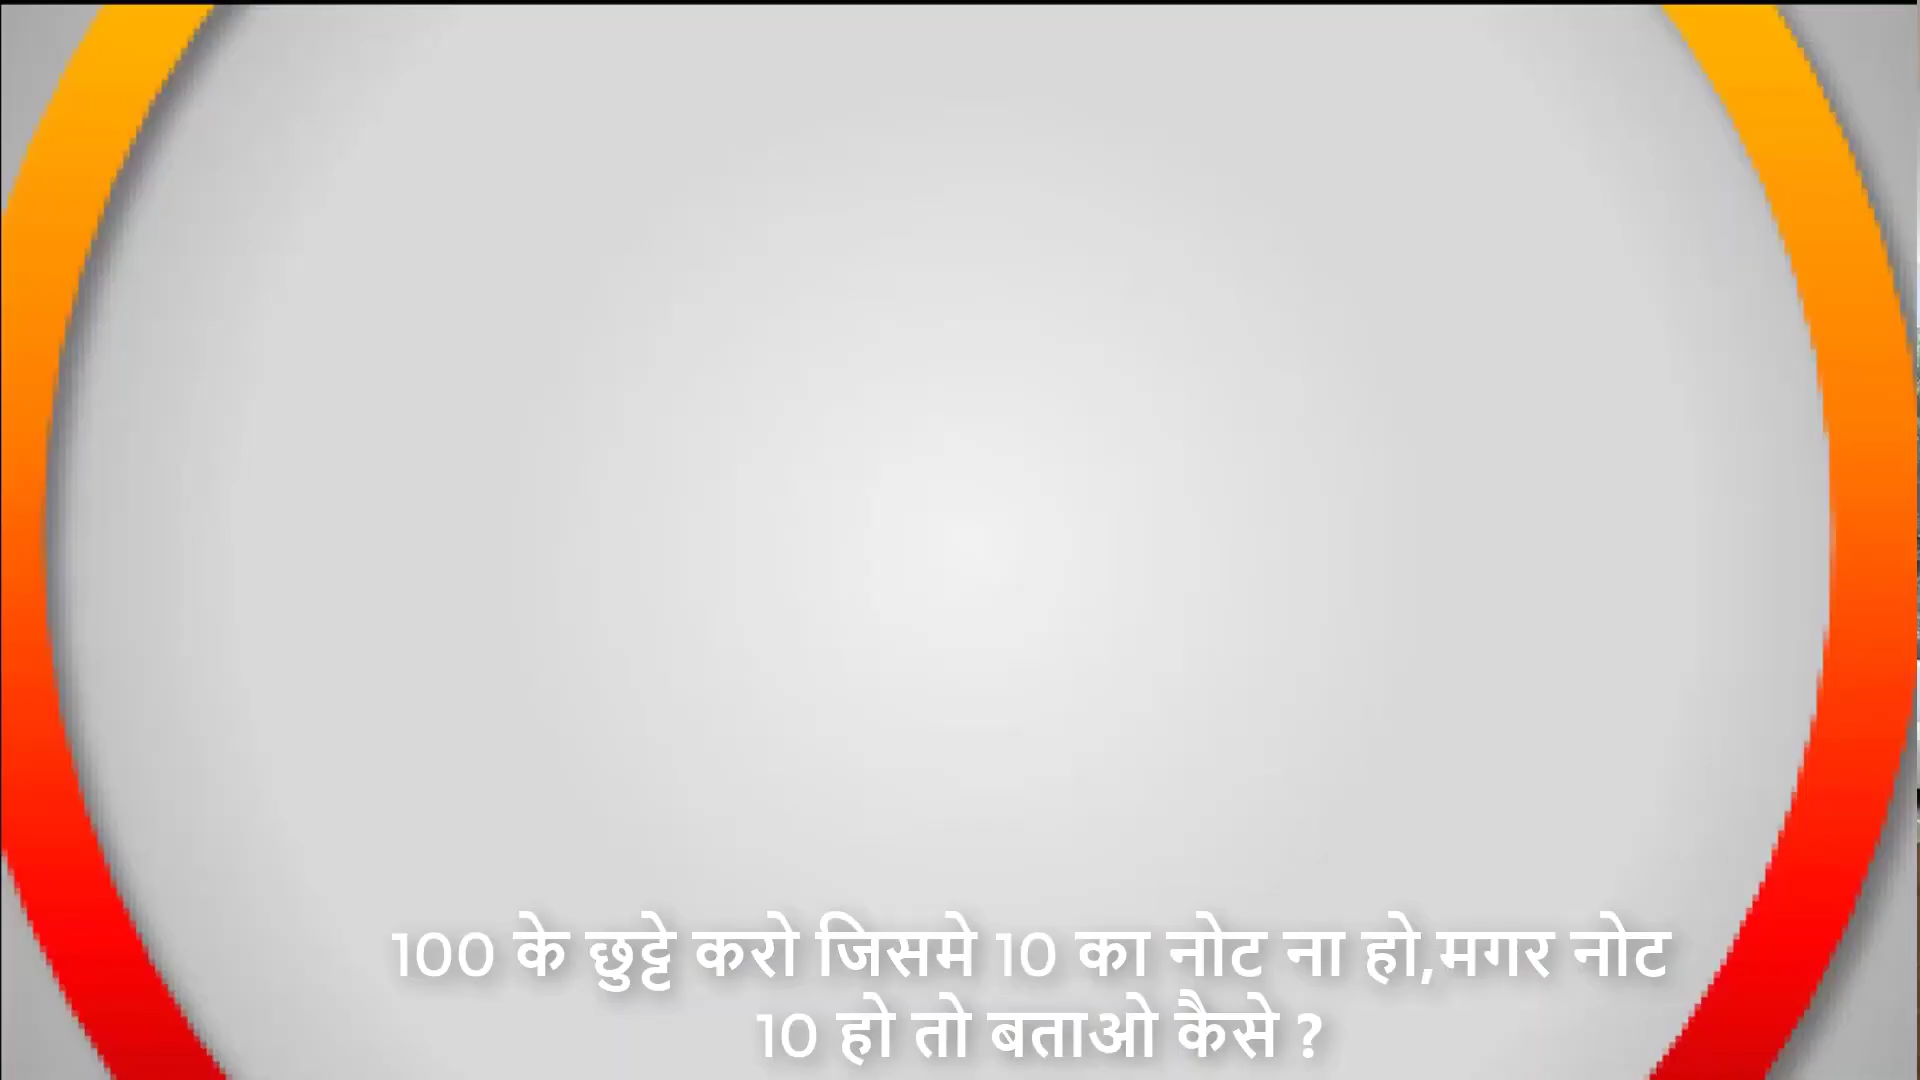 100 के छुट्टे करो जिसमे 10 का नोट ना हो,मगर नोट
10 हो तो बताओ कैसे ?